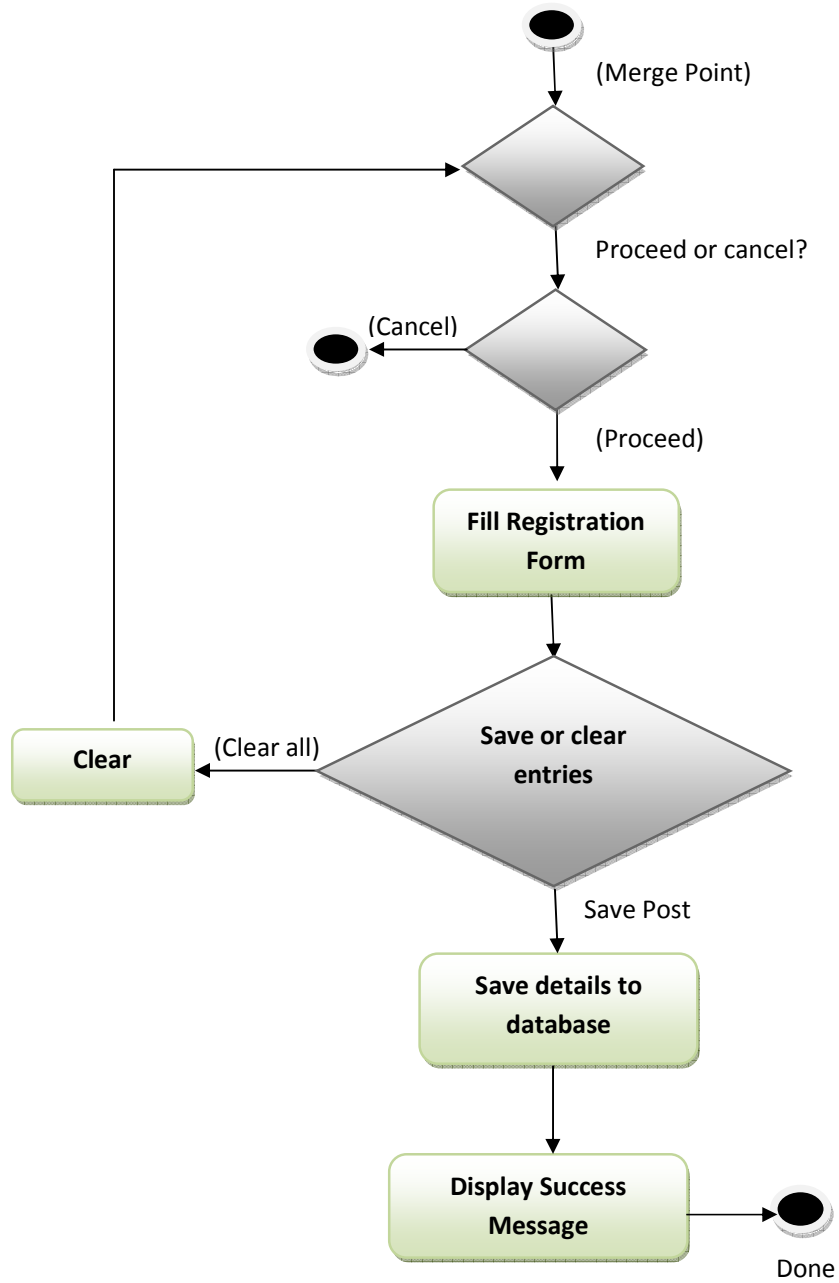 (Merge Point)
Proceed or cancel?
(Cancel)
(Proceed)
Fill Registration
Form
Save or clear
entries
(Clear all)
Clear
Save Post
Save details to
database
Display Success
Message
Done